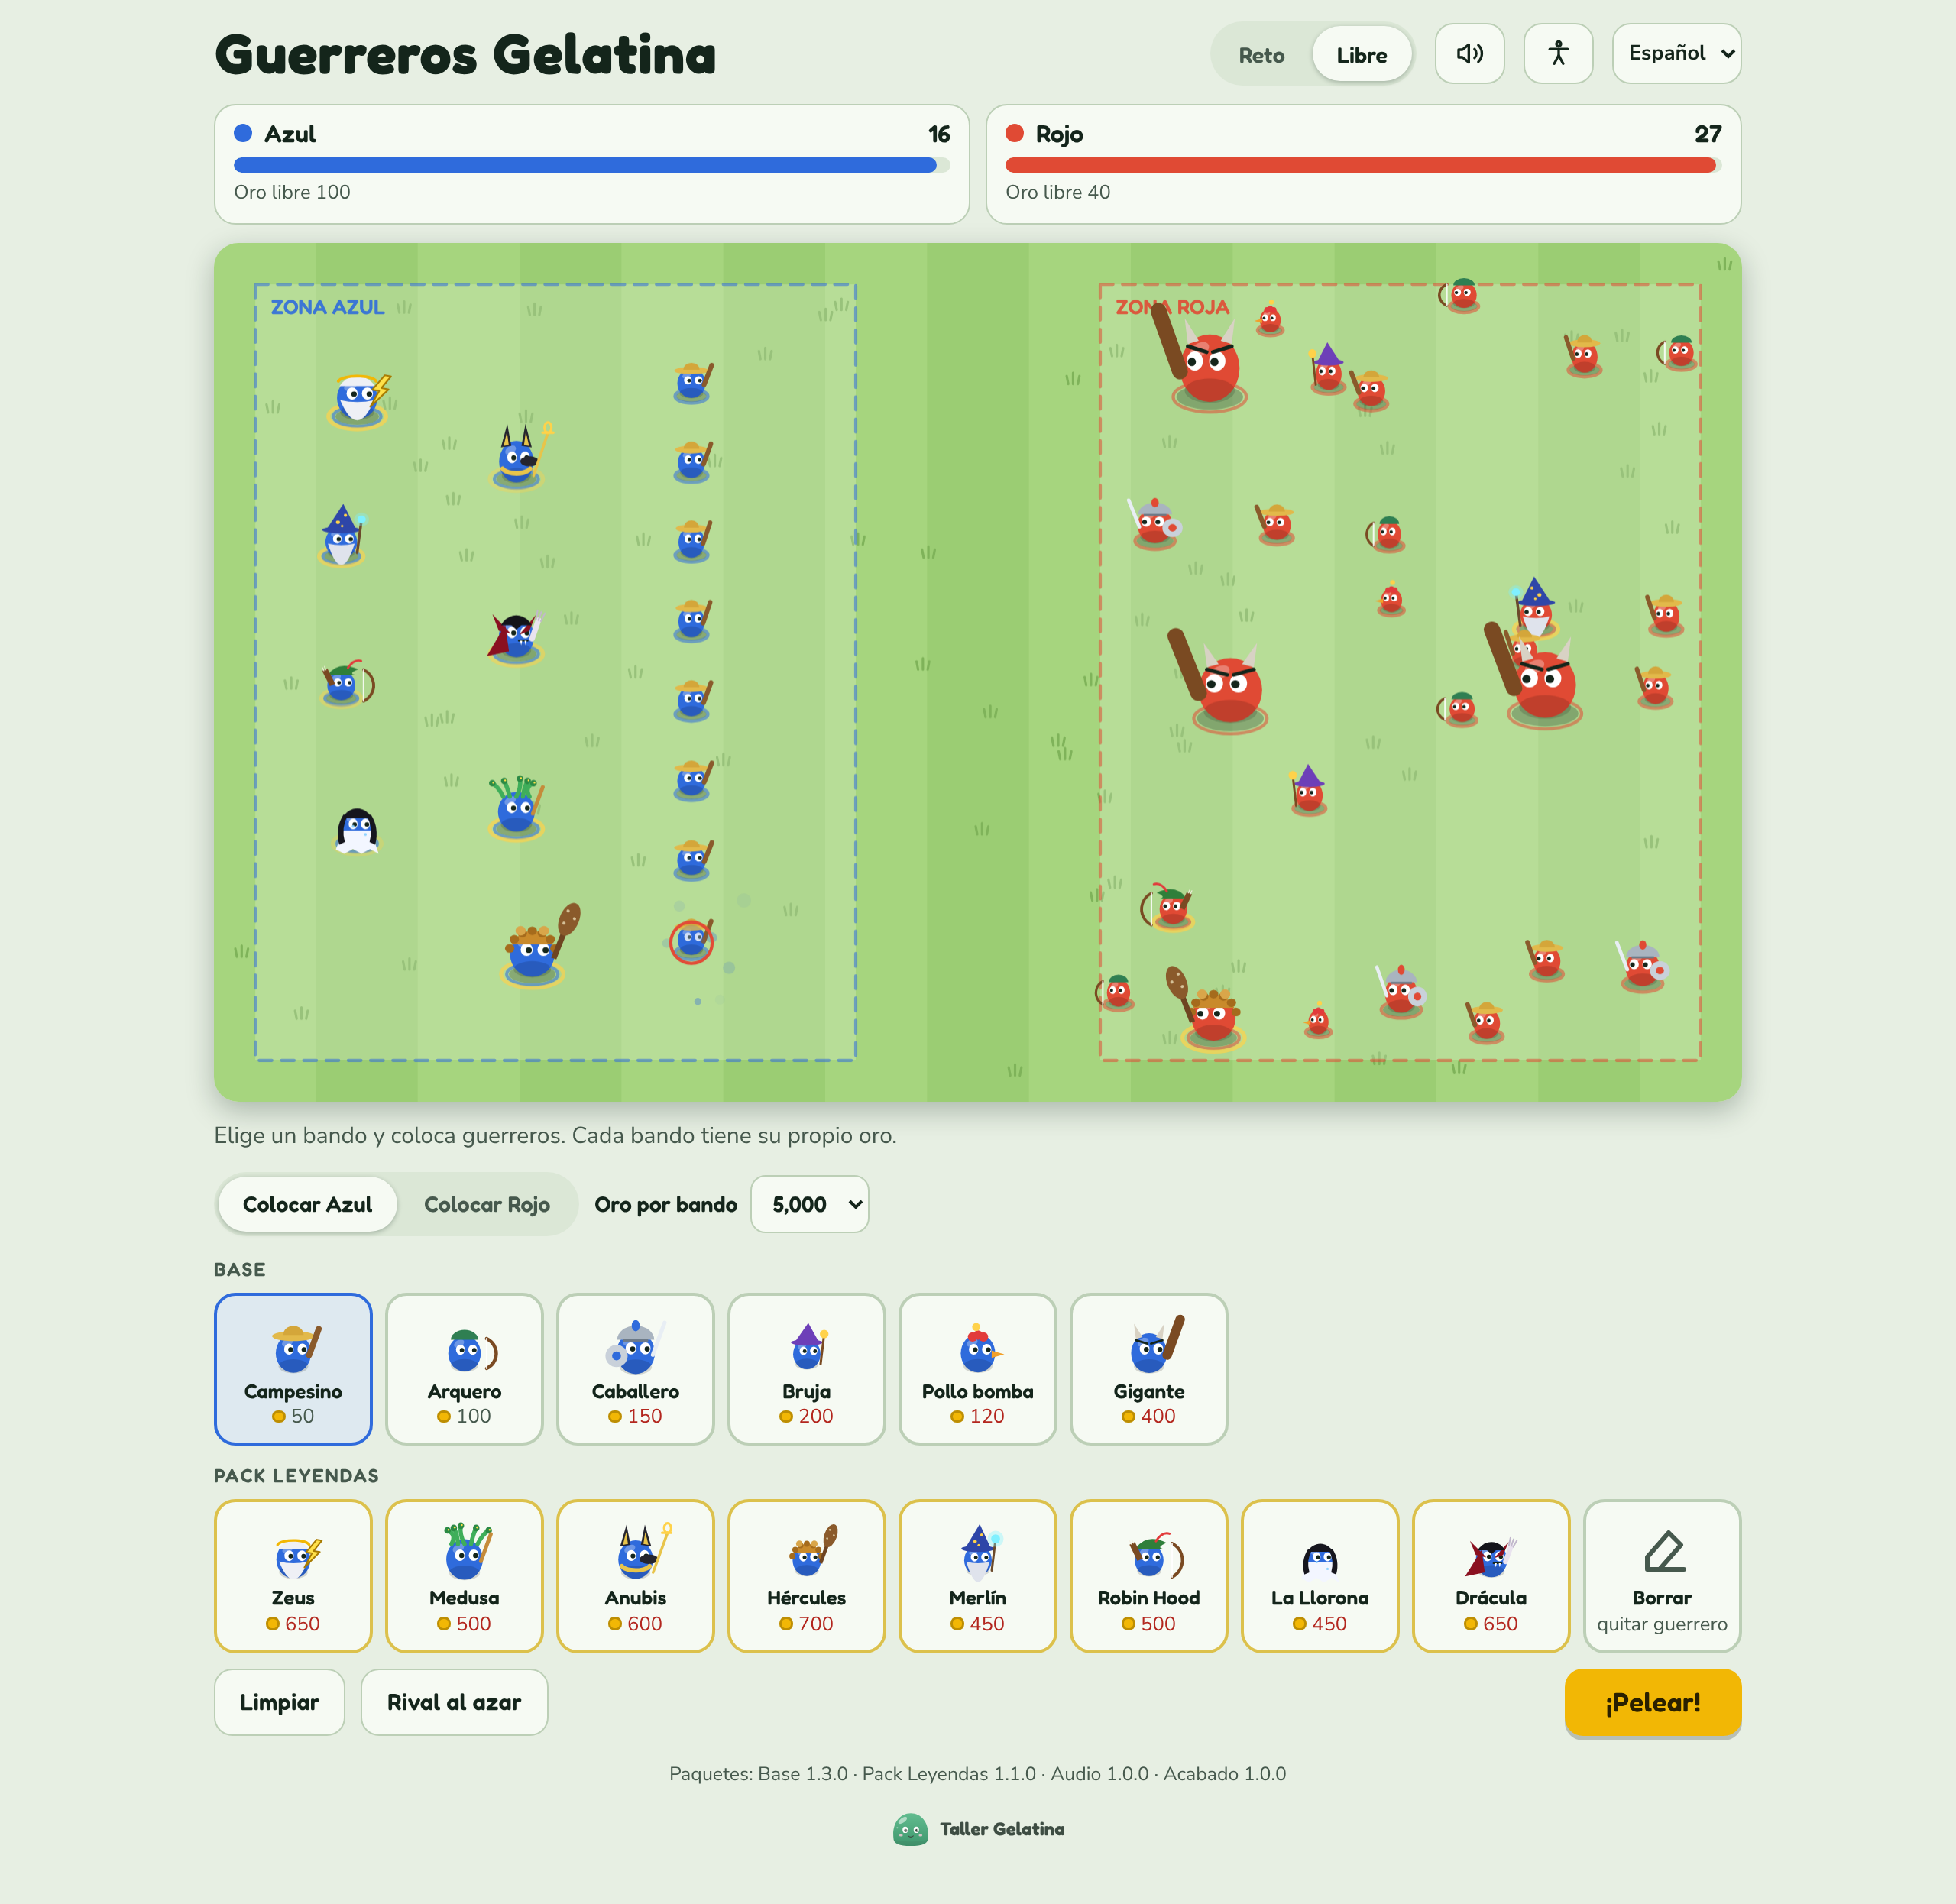 Guerreros Gelatina
Reto Libre Español
Azul 16
Oro libre 100
Rojo 27
Oro libre 40
ZONA AZUL
ZONA ROJA
Elige un bando y coloca guerreros. Cada bando tiene su propio oro.
Colocar Azul Colocar Rojo Oro por bando 5,000
BASE
Campesino Arquero Caballero Bruja Pollo bomba Gigante
50 100 150 200 120 400
PACK LEYENDAS
Zeus Medusa Anubis Hércules Merlín Robin Hood La Llorona Drácula Borrar
650 500 600 700 450 500 450 650 quitar guerrero
Limpiar Rival al azar ¡Pelear!
Paquetes: Base 1.3.0 · Pack Leyendas 1.1.0 · Audio 1.0.0 · Acabado 1.0.0
Taller Gelatina